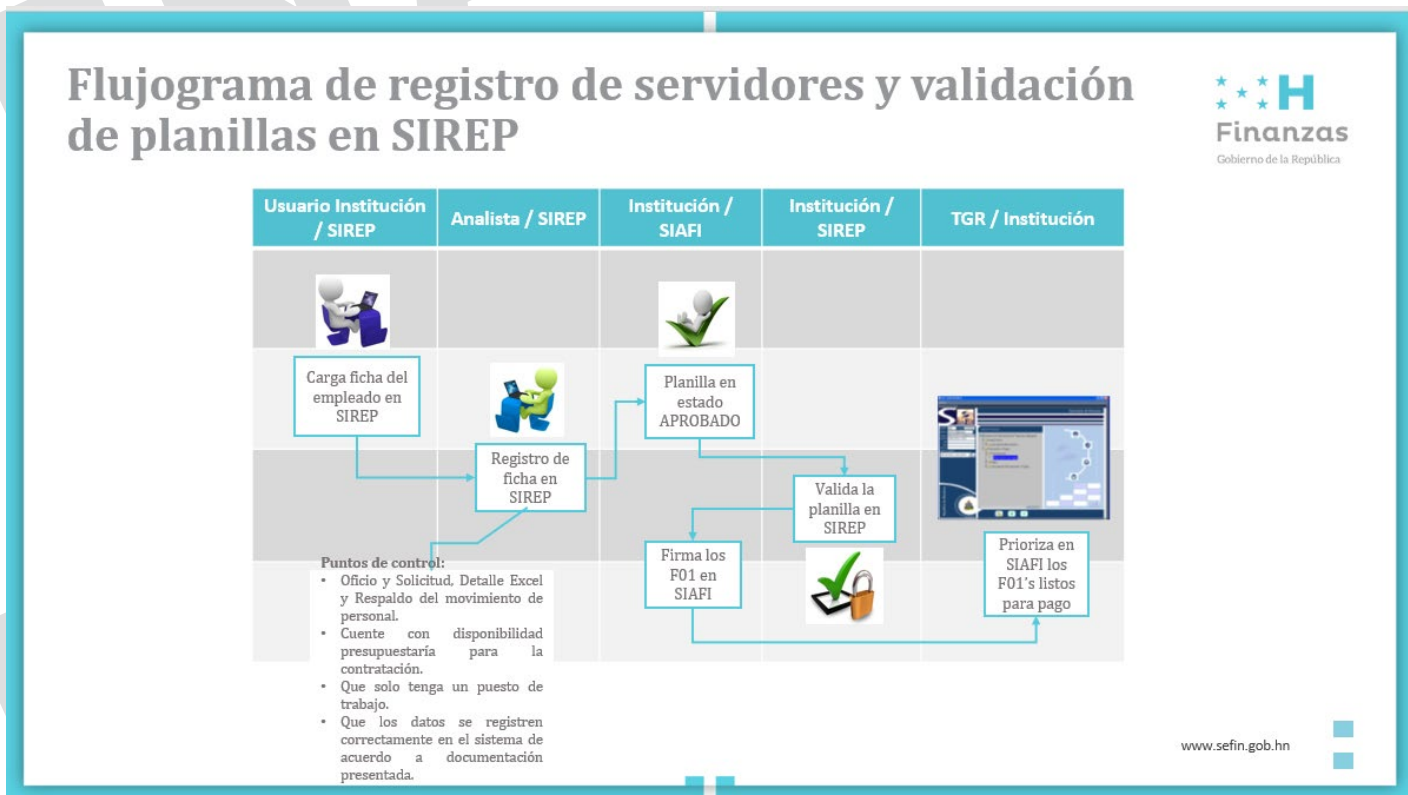 Flujograma de registro de servidores y validación
de planillas en SIREP
H
Finanzas
Gobierno de la República
Usuario Institución
/ SIREP
Analista / SIREP
Institución /
SIAFI
Institución /
SIREP
TGR / Institución
Carga ficha del
empleado en
SIREP
Registro de
ficha en
SIREP
Planilla en
estado
APROBADO
Valida la
planilla en
SIREP
Firma los
F01 en
SIAFI
Prioriza en
SIAFI los
F01's listos
para pago
Puntos de control:
• Oficio y Solicitud, Detalle Excel
y Respaldo del movimiento de
personal.
• Cuente con disponibilidad
presupuestaría para la
contratación.
• Que solo tenga un puesto de
trabajo.
• Que los datos se registren
correctamente en el sistema de
acuerdo a documentación
presentada.
www.sefin.gob.hn